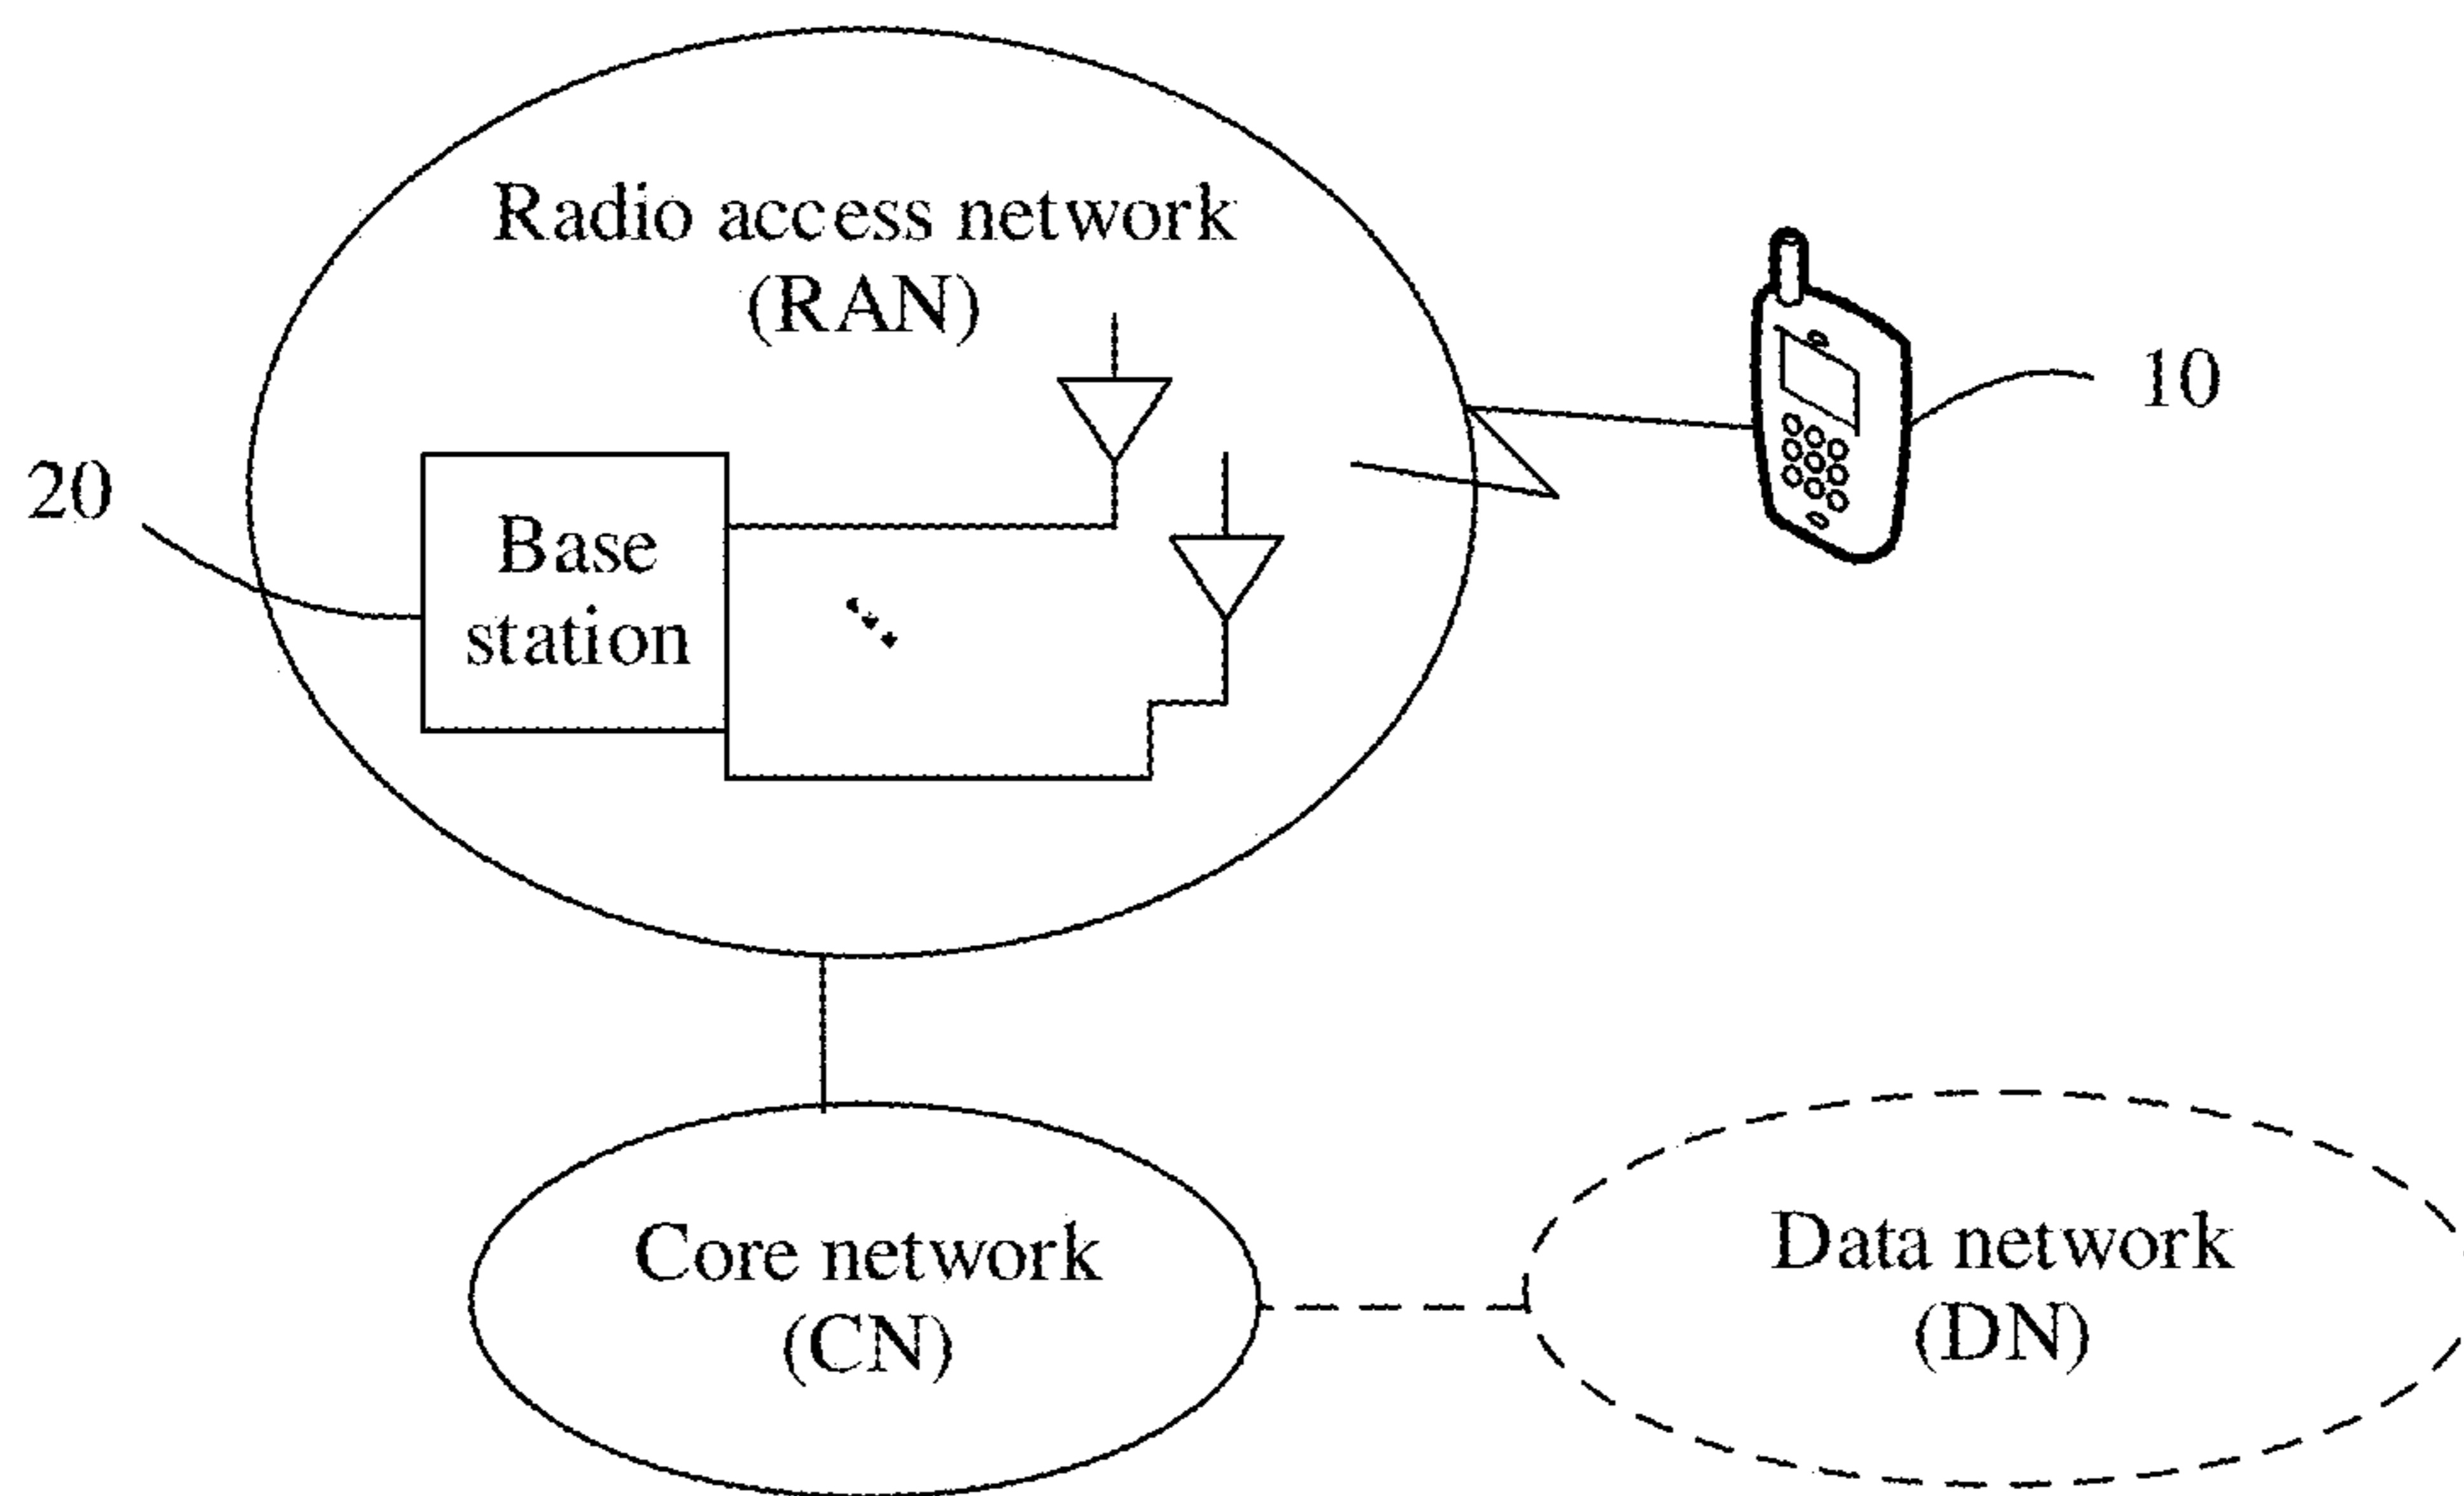 Radio access network
(RAN)
10
20
Base
station
Core network
(CN)
Data network
(DN)